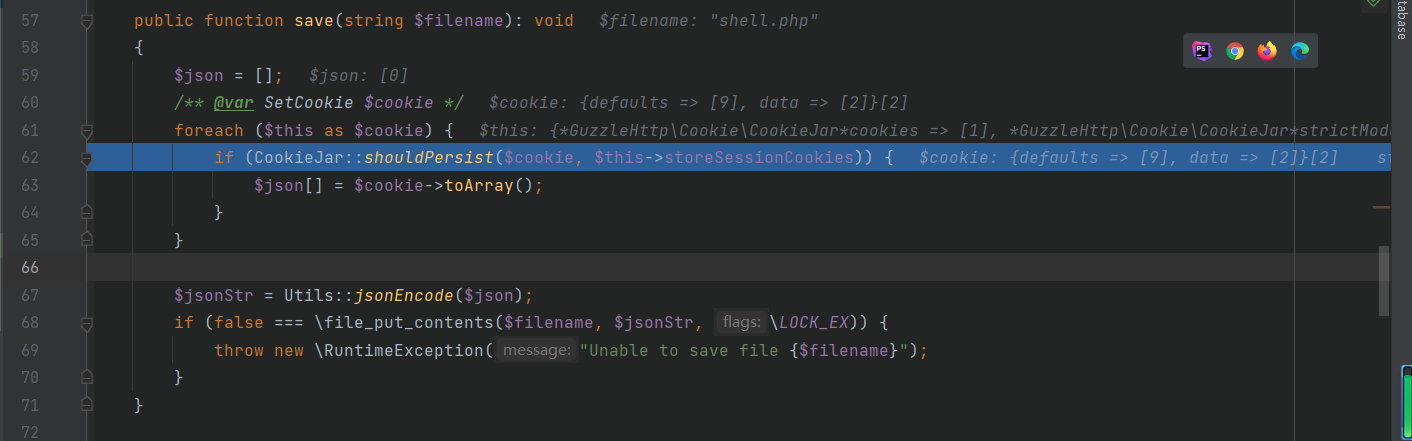 57 public function save(string $filename): void $filename: "shell.php"
58 {
59 $json = []; $json: [0]
60 /** @var SetCookie $cookie */ $cookie: {defaults => [9], data => [2]}[2]
61 foreach ($this as $cookie) { $this: {*GuzzleHttp\Cookie\CookieJar*cookies => [1], *GuzzleHttp\Cookie\CookieJar*strictMod
62 if (CookieJar::shouldPersist($cookie, $this->storeSessionCookies)) { $cookie: {defaults => [9], data => [2]}[2] st
63 $json[] = $cookie->toArray();
64 }
65 }
66
67 $jsonStr = Utils::jsonEncode($json);
68 if (false === \file_put_contents($filename, $jsonStr, flags: \LOCK_EX)) {
69 throw new \RuntimeException( message: "Unable to save file {$filename}");
70 }
71 }
72
PS
tabase